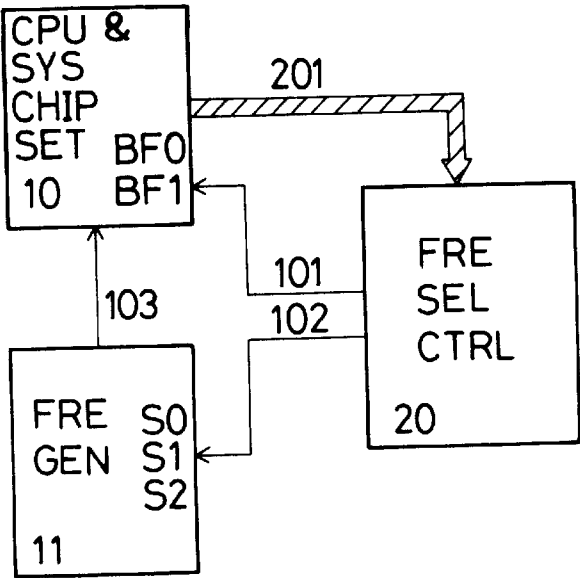 CPU &
SYS
CHIP
SET
BF0
BF1
10
201
101
102
103
FRE
SEL
CTRL
20
FRE
GEN
S0
S1
S2
11